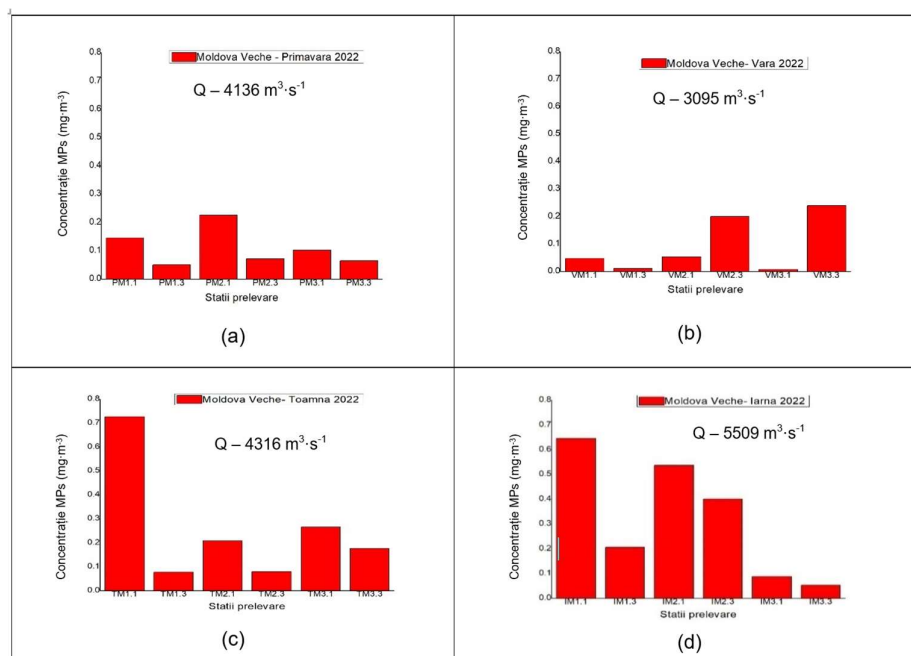 Moldova Veche - Primavara 2022
Q – 4136 m³·s⁻¹
Concentrație MPs (mg·m⁻³)
0.8
0.7
0.6
0.5
0.4
0.3
0.2
0.1
0.0
PM1.1 PM1.3 PM2.1 PM2.3 PM3.1 PM3.3
Statii prelevare
(a)
Moldova Veche- Vara 2022
Q – 3095 m³·s⁻¹
Concentrație MPs (mg·m⁻³)
0.8
0.7
0.6
0.5
0.4
0.3
0.2
0.1
0.0
VM1.1 VM1.3 VM2.1 VM2.3 VM3.1 VM3.3
Statii prelevare
(b)
Moldova Veche- Toamna 2022
Q – 4316 m³·s⁻¹
Concentrație MPs (mg·m⁻³)
0.8
0.7
0.6
0.5
0.4
0.3
0.2
0.1
0.0
TM1.1 TM1.3 TM2.1 TM2.3 TM3.1 TM3.3
Statii prelevare
(c)
Moldova Veche- Iarna 2022
Q – 5509 m³·s⁻¹
Concentrație MPs (mg·m⁻³)
0.8
0.7
0.6
0.5
0.4
0.3
0.2
0.1
0.0
IM1.1 IM1.3 IM2.1 IM2.3 IM3.1 IM3.3
Statii prelevare
(d)